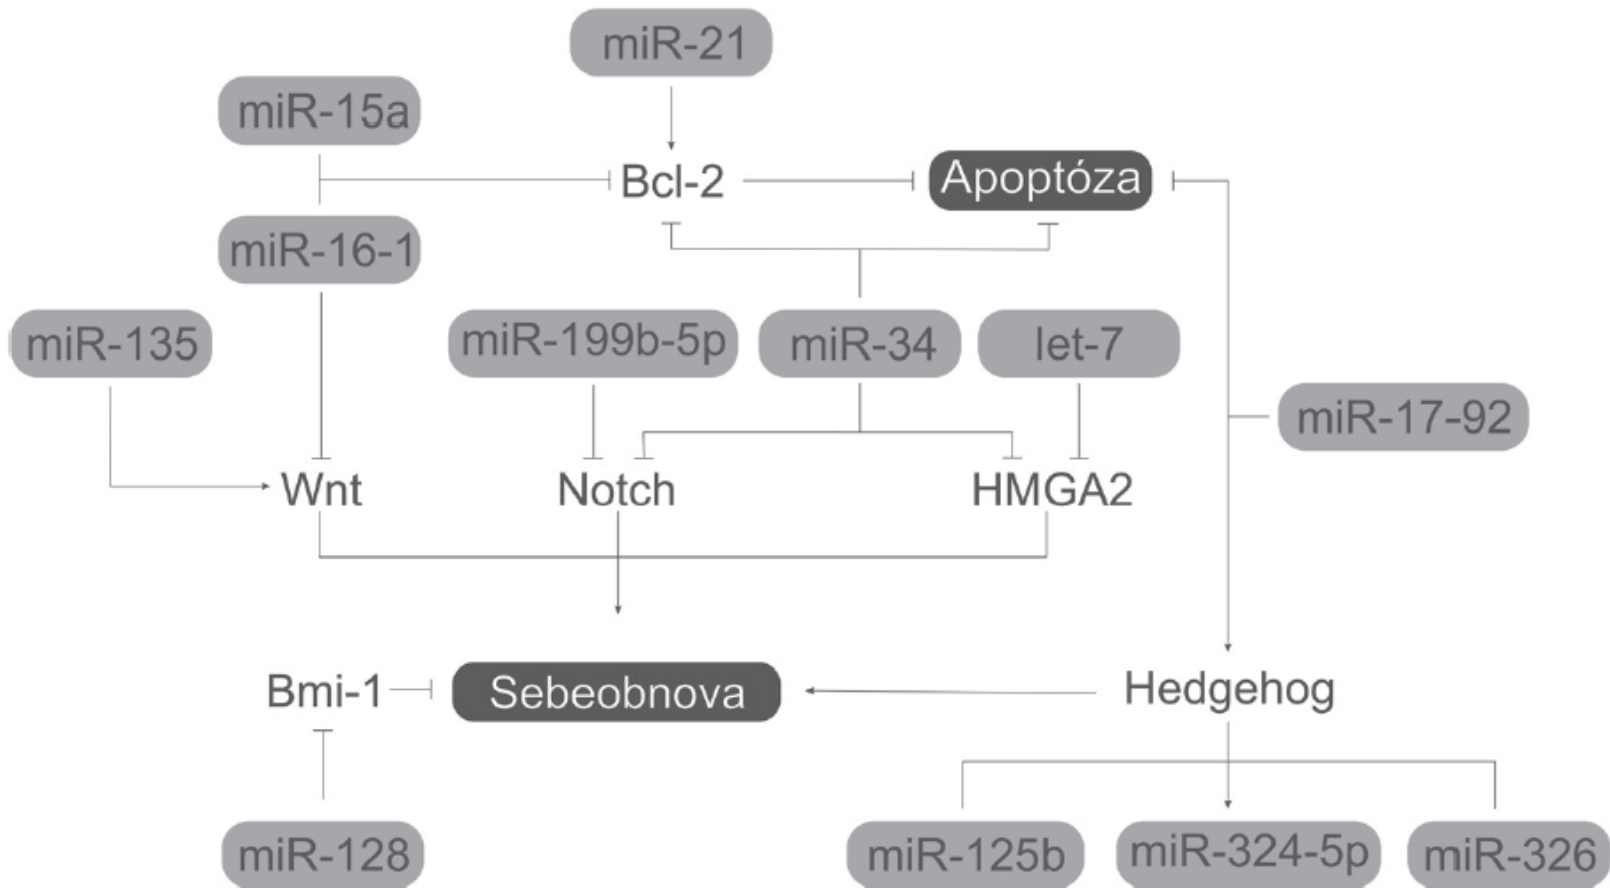 miR-21
miR-15a
Bcl-2
Apoptóza
miR-16-1
miR-135
miR-199b-5p
miR-34
let-7
miR-17-92
Wnt
Notch
HMGA2
Bmi-1
Sebeobnova
Hedgehog
miR-128
miR-125b
miR-324-5p
miR-326